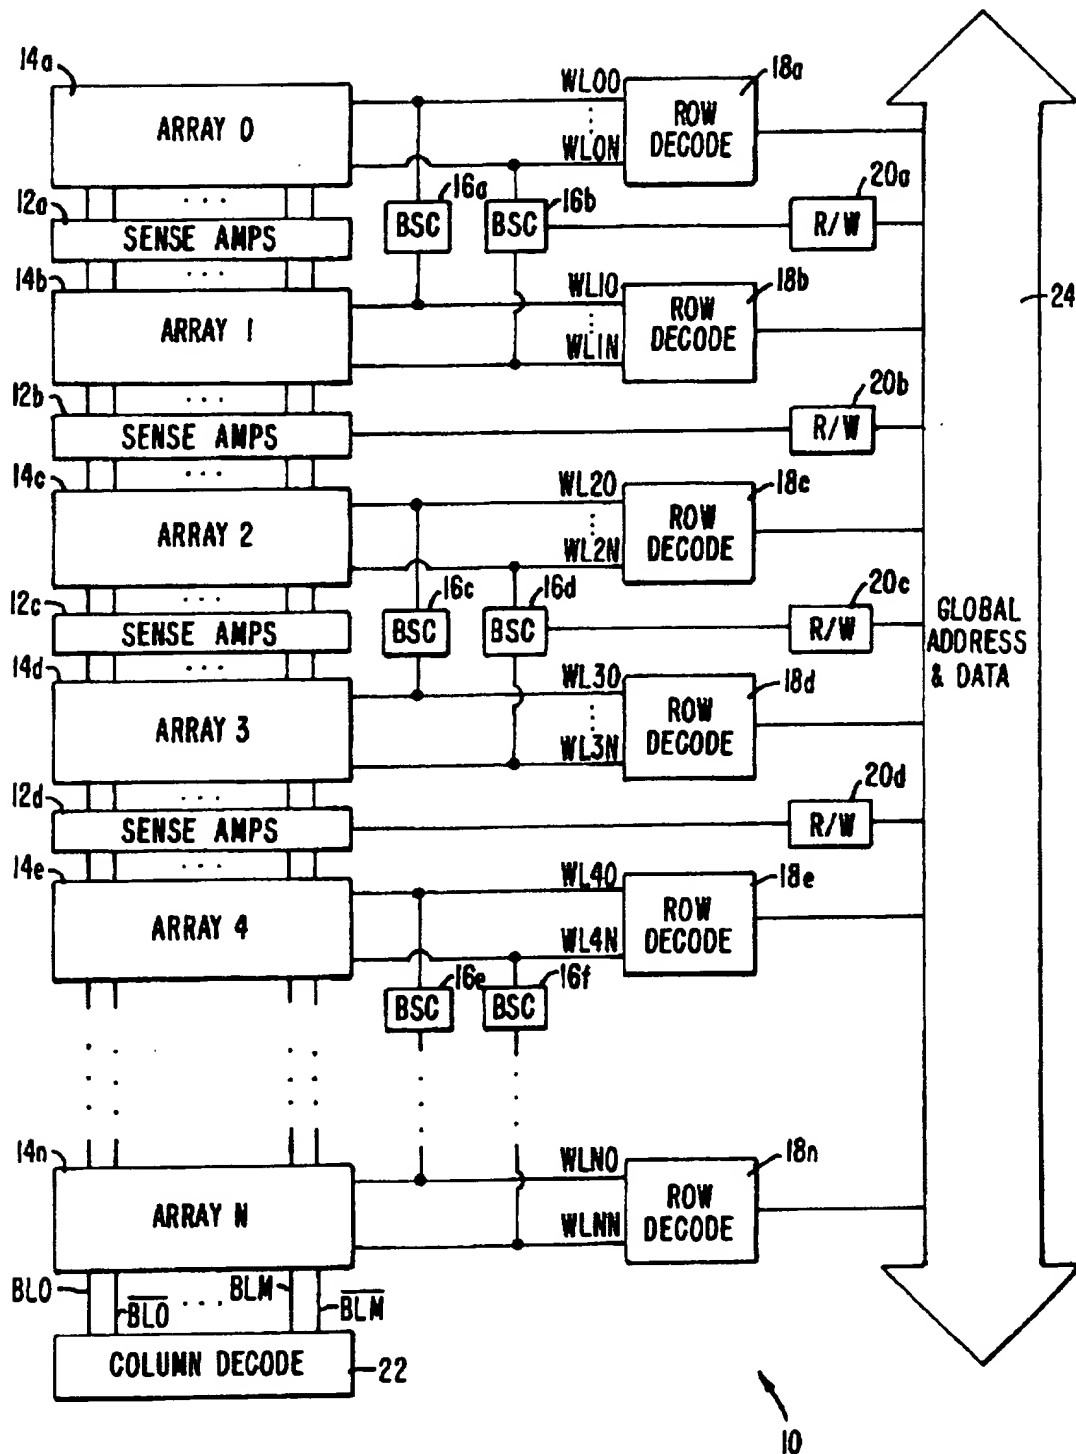 14a
ARRAY 0
WL00
WL0N
ROW
DECODE
18a
12a
SENSE AMPS
16a
BSC
16b
BSC
20a
R/W
14b
ARRAY 1
WL10
WL1N
ROW
DECODE
18b
24
12b
SENSE AMPS
20b
R/W
14c
ARRAY 2
WL20
WL2N
ROW
DECODE
18c
12c
SENSE AMPS
16c
BSC
16d
BSC
20c
R/W
GLOBAL
ADDRESS
& DATA
14d
ARRAY 3
WL30
WL3N
ROW
DECODE
18d
12d
SENSE AMPS
20d
R/W
14e
ARRAY 4
WL40
WL4N
ROW
DECODE
18e
16e
BSC
16f
BSC
14n
ARRAY N
WLN0
WLNN
ROW
DECODE
18n
BL0
B̅L̅0̅
BLM
B̅L̅M̅
COLUMN DECODE
22
10